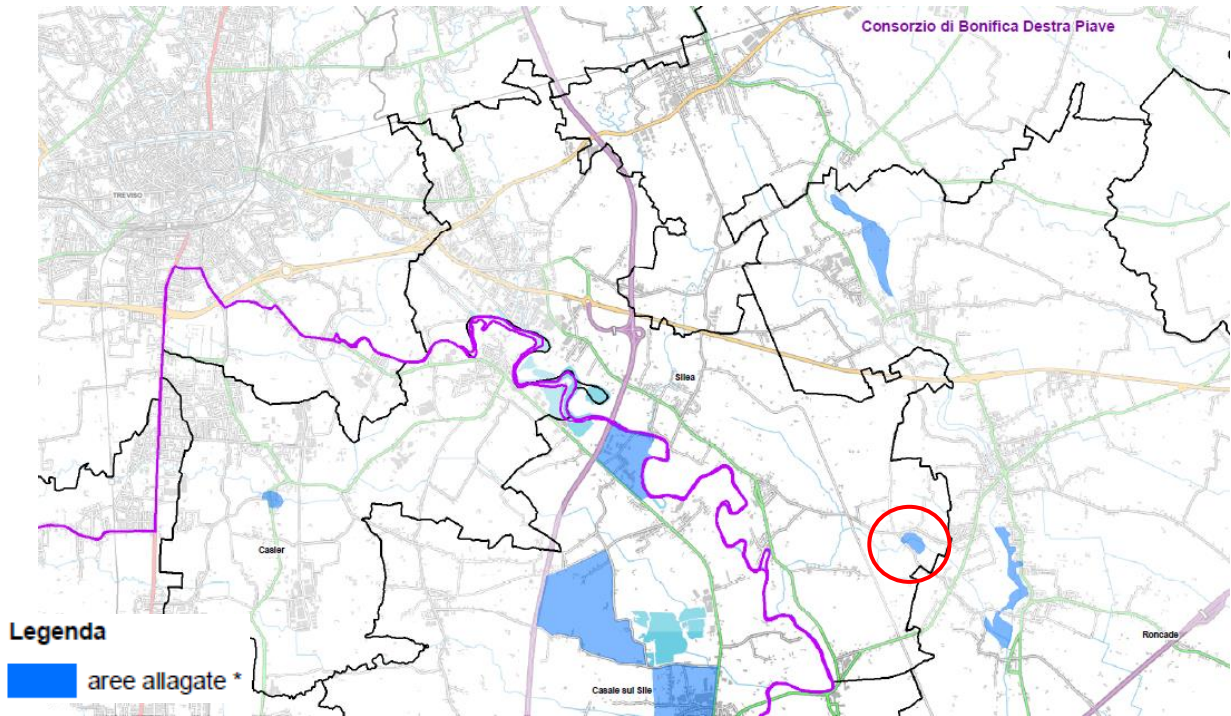 Consorzio di Bonifica Destra Piave
TREVISO
Silea
Casier
Roncade
Casale sul Sile
Legenda
aree allagate *